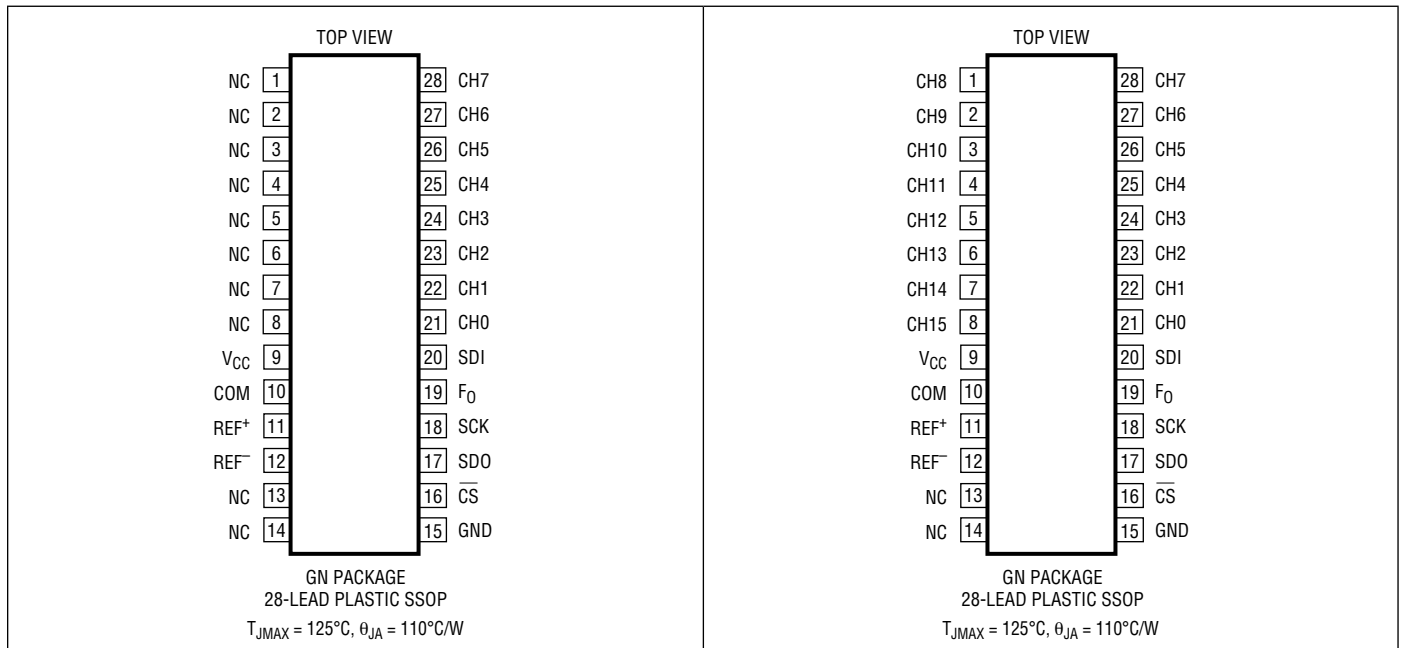 TOP VIEW
NC 1 28 CH7
NC 2 27 CH6
NC 3 26 CH5
NC 4 25 CH4
NC 5 24 CH3
NC 6 23 CH2
NC 7 22 CH1
NC 8 21 CH0
VCC 9 20 SDI
COM 10 19 FO
REF+ 11 18 SCK
REF– 12 17 SDO
NC 13 16 C̅S̅
NC 14 15 GND
GN PACKAGE
28-LEAD PLASTIC SSOP
TJMAX = 125°C, θJA = 110°C/W
TOP VIEW
CH8 1 28 CH7
CH9 2 27 CH6
CH10 3 26 CH5
CH11 4 25 CH4
CH12 5 24 CH3
CH13 6 23 CH2
CH14 7 22 CH1
CH15 8 21 CH0
VCC 9 20 SDI
COM 10 19 FO
REF+ 11 18 SCK
REF– 12 17 SDO
NC 13 16 C̅S̅
NC 14 15 GND
GN PACKAGE
28-LEAD PLASTIC SSOP
TJMAX = 125°C, θJA = 110°C/W